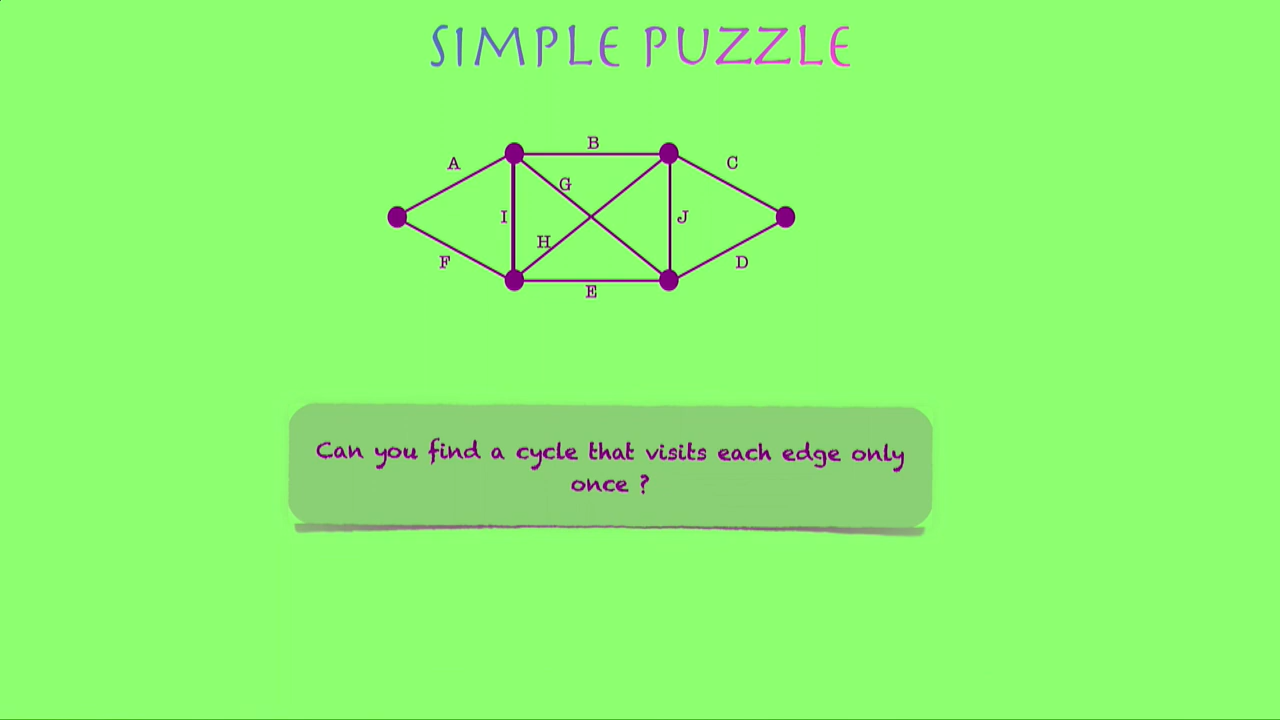 SIMPLE PUZZLE
B
A
C
G
I
J
H
F
D
E
Can you find a cycle that visits each edge only
once ?